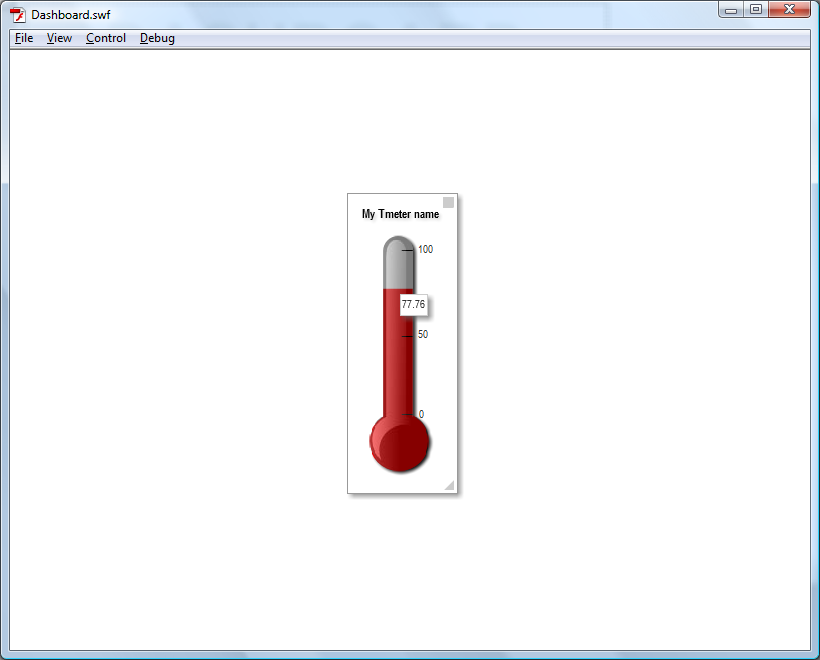 Dashboard.swf
File View Control Debug
My Tmeter name
100
77.76
50
0